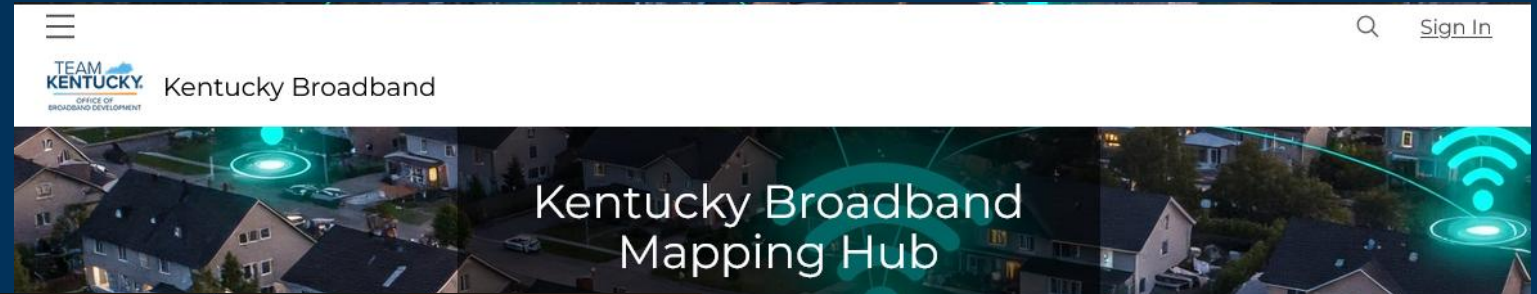 Sign In
TEAM
KENTUCKY.
OFFICE OF
BROADBAND DEVELOPMENT
Kentucky Broadband
Kentucky Broadband
Mapping Hub